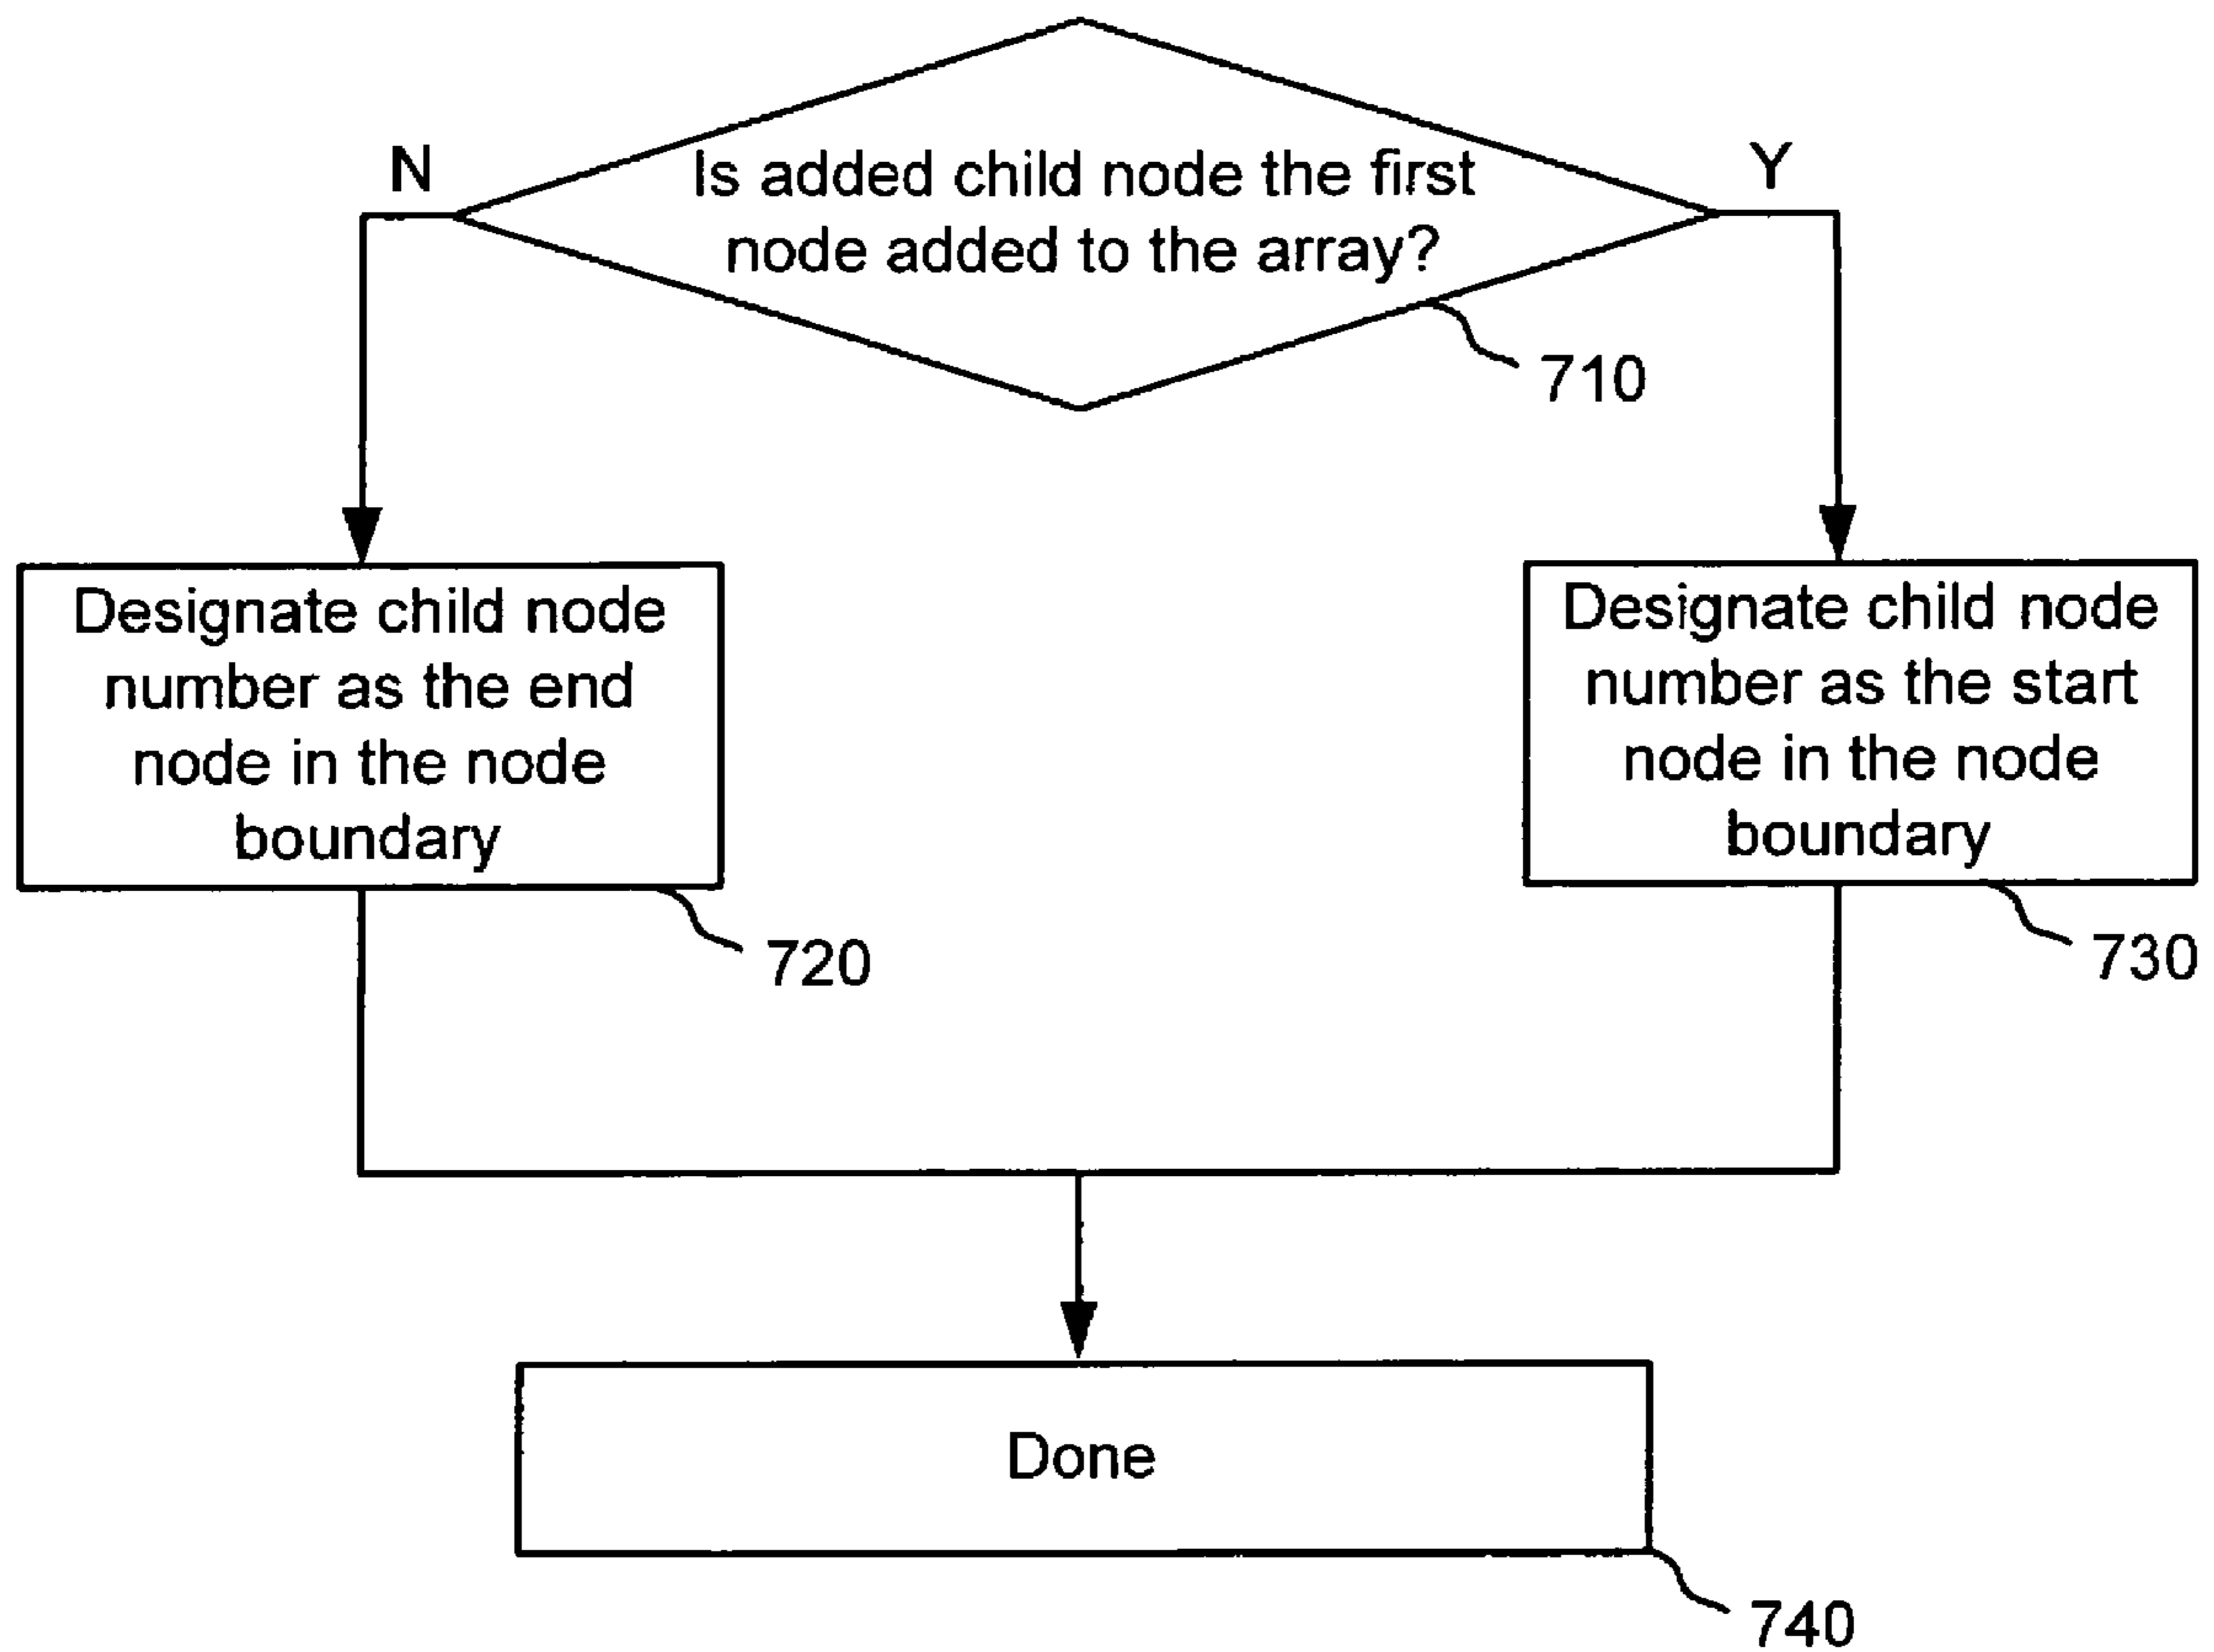 N
Is added child node the first
node added to the array?
Y
710
Designate child node
number as the end
node in the node
boundary
720
Designate child node
number as the start
node in the node
boundary
730
Done
740